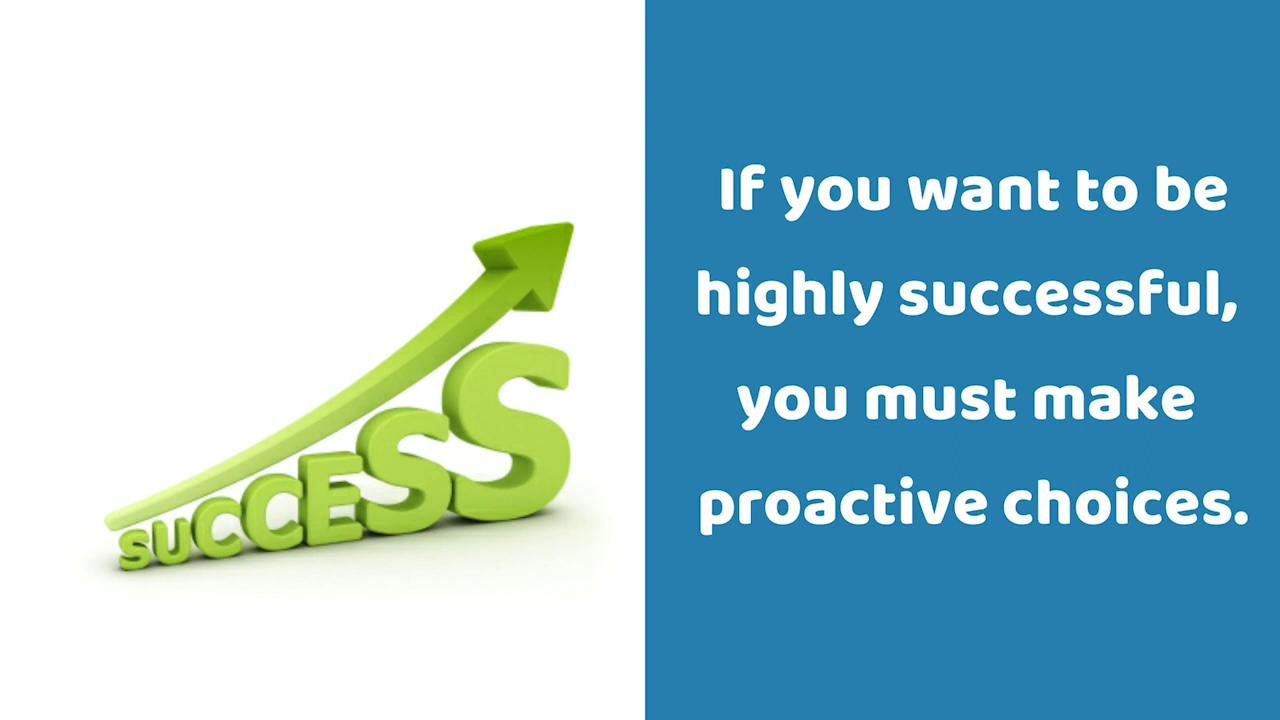 SUCCESS
If you want to be
highly successful,
you must make
proactive choices.